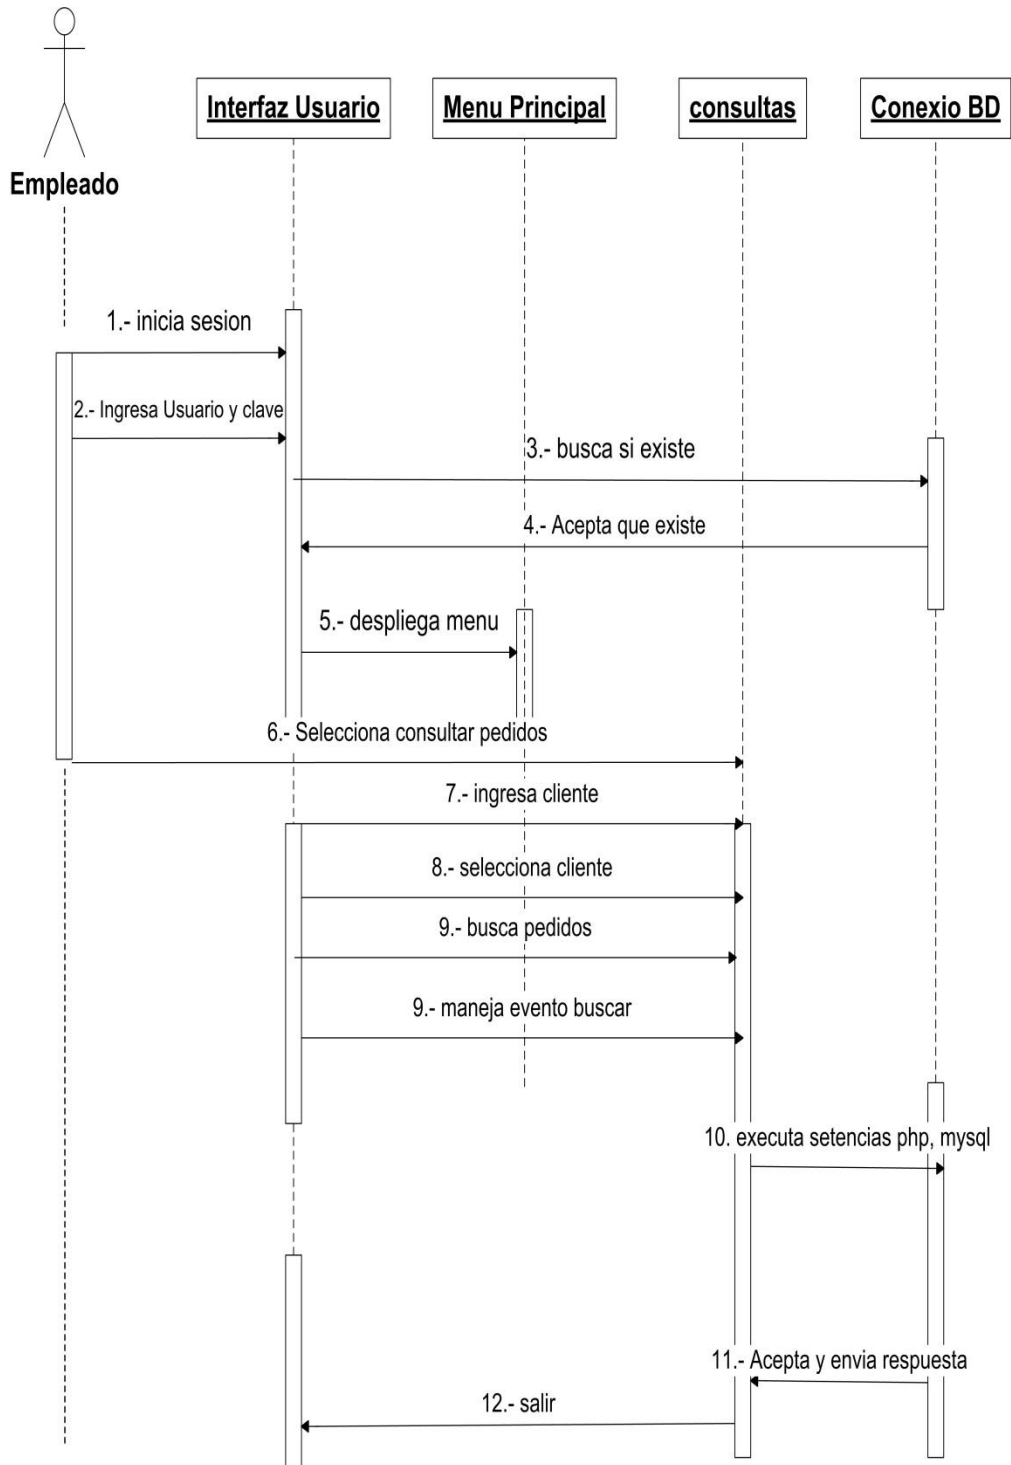 Interfaz Usuario
Menu Principal
consultas
Conexio BD
Empleado
1.- inicia sesion
2.- Ingresa Usuario y clave
3.- busca si existe
4.- Acepta que existe
5.- despliega menu
6.- Selecciona consultar pedidos
7.- ingresa cliente
8.- selecciona cliente
9.- busca pedidos
9.- maneja evento buscar
10. executa setencias php, mysql
11.- Acepta y envia respuesta
12.- salir